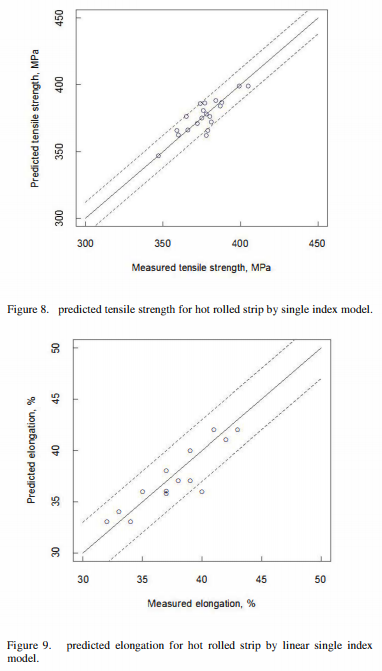 450
400
350
300
Predicted tensile strength, MPa
300
350
400
450
Measured tensile strength, MPa
Figure 8. predicted tensile strength for hot rolled strip by single index model.
50
45
40
35
30
Predicted elongation, %
30
35
40
45
50
Measured elongation, %
Figure 9. predicted elongation for hot rolled strip by linear single index
model.